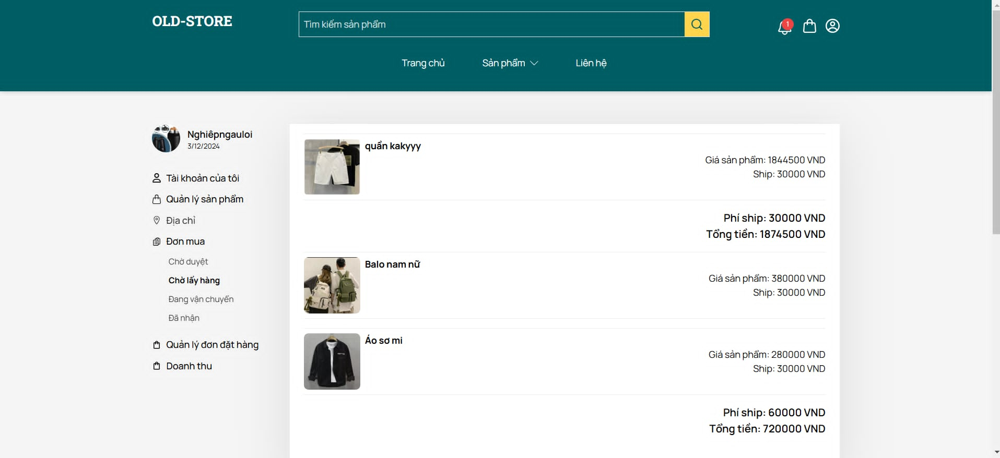 OLD-STORE
Tìm kiếm sản phẩm
1
Trang chủ
Sản phẩm
Liên hệ
Nghiêpngauloi
3/12/2024
Tài khoản của tôi
Quản lý sản phẩm
Địa chỉ
Đơn mua
Chờ duyệt
Chờ lấy hàng
Đang vận chuyển
Đã nhận
Quản lý đơn đặt hàng
Doanh thu
quần kakyyy
Giá sản phẩm: 1844500 VND
Ship: 30000 VND
Phí ship: 30000 VND
Tổng tiền: 1874500 VND
Balo nam nữ
Giá sản phẩm: 380000 VND
Ship: 30000 VND
Áo sơ mi
Giá sản phẩm: 280000 VND
Ship: 30000 VND
Phí ship: 60000 VND
Tổng tiền: 720000 VND